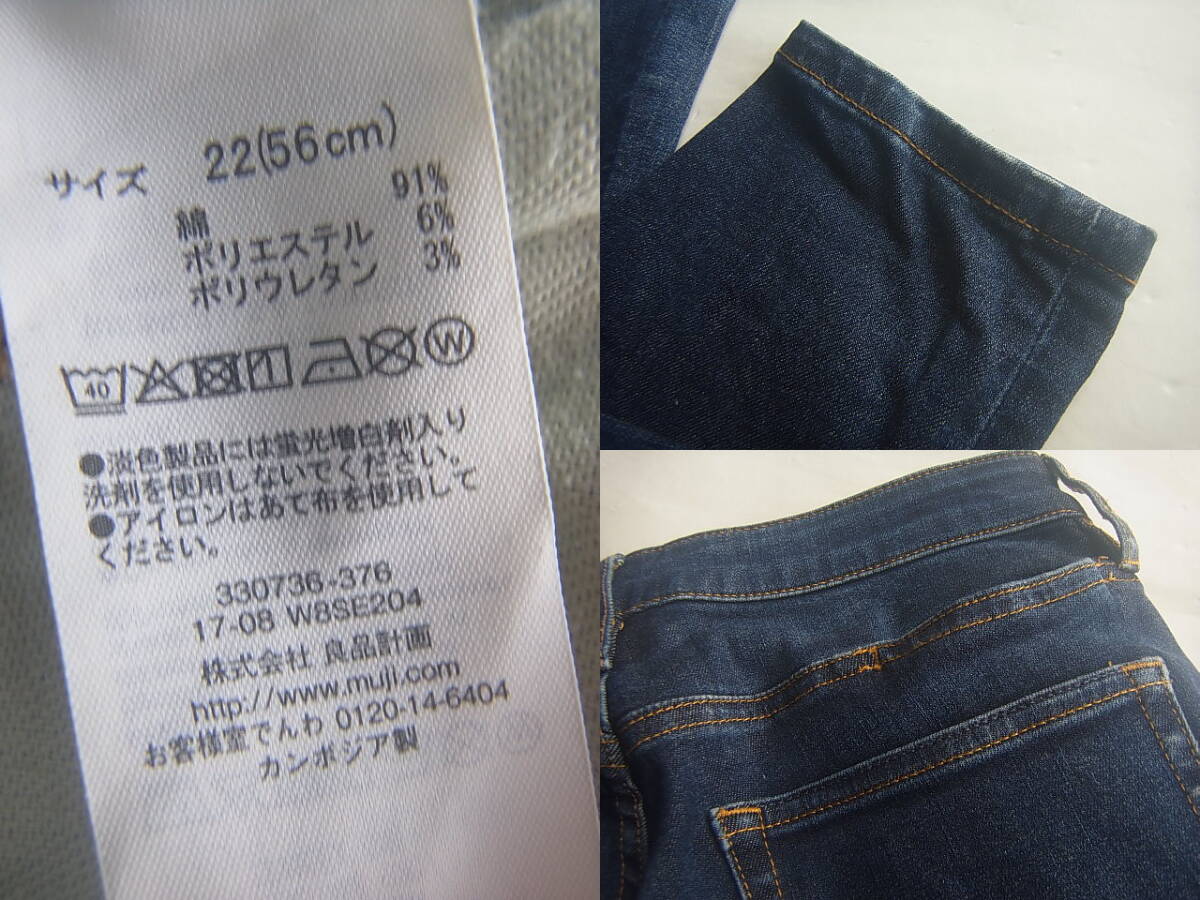 サイズ 22(56cm)
綿 91%
ポリエステル 6%
ポリウレタン 3%
40 W
●淡色製品には蛍光増白剤入り
洗剤を使用しないでください。
●アイロンはあて布を使用して
ください。
330736-376
17-08 W8SE204
株式会社 良品計画
http://www.muji.com
お客様室でんわ 0120-14-6404
カンボジア製